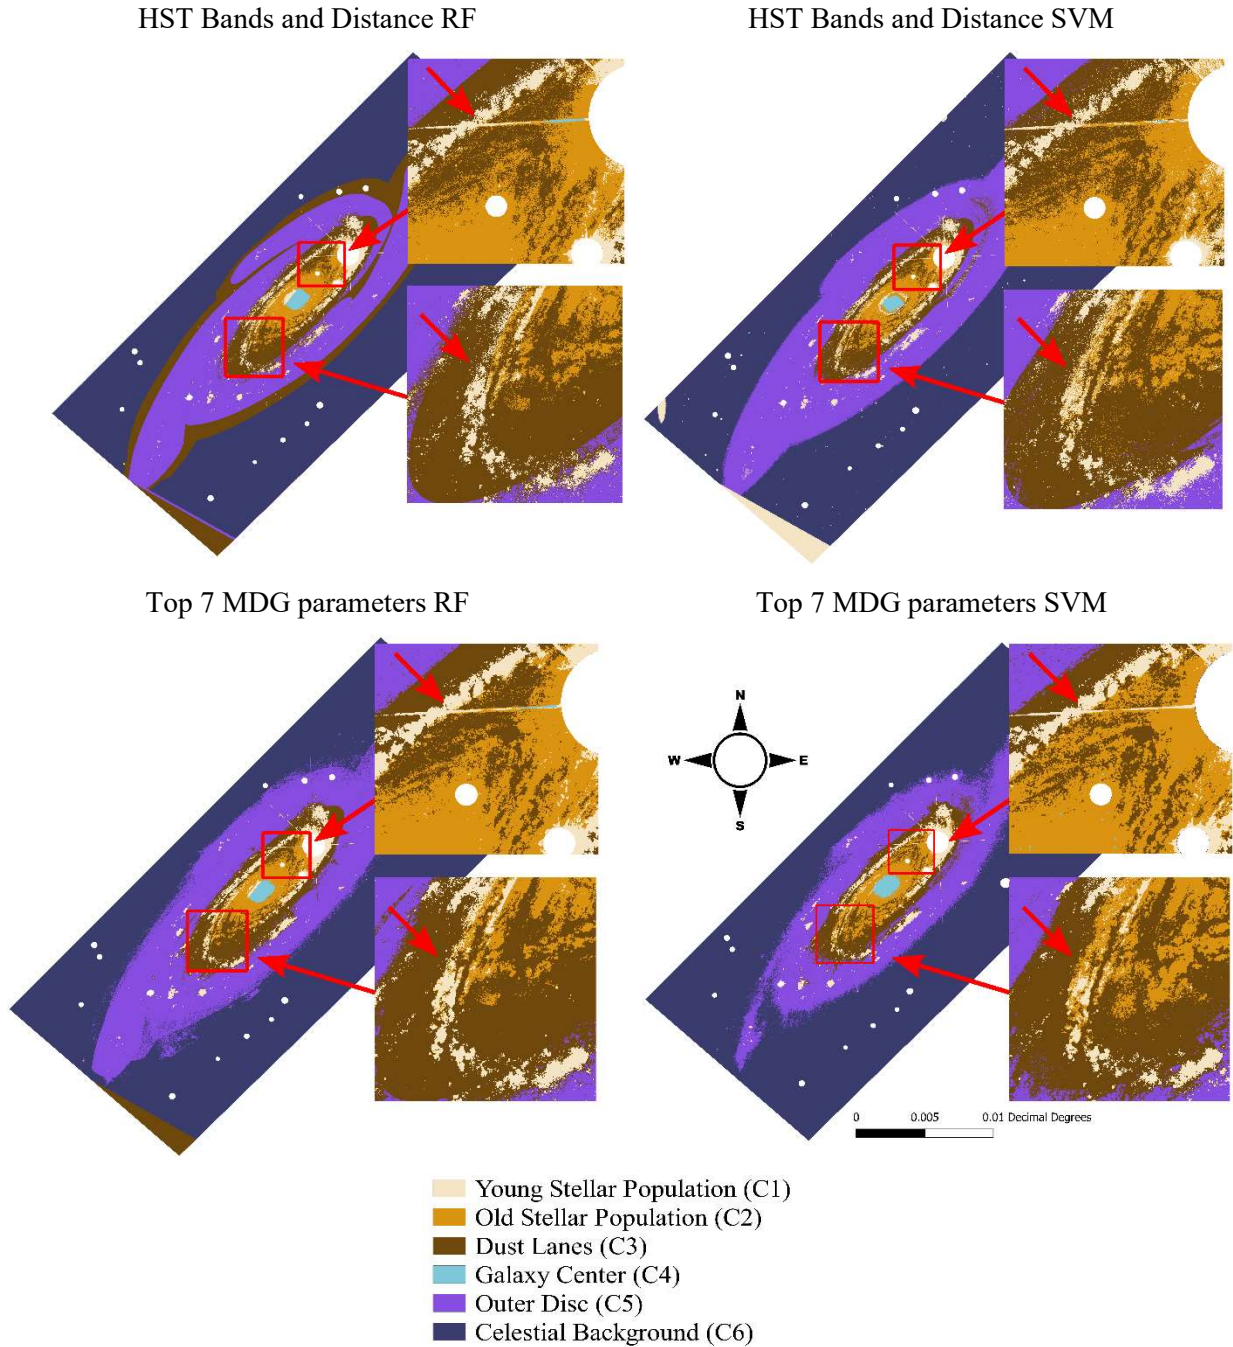 HST Bands and Distance RF
HST Bands and Distance SVM
Top 7 MDG parameters RF
Top 7 MDG parameters SVM
N
W E
S
0 0.005 0.01 Decimal Degrees
Young Stellar Population (C1)
Old Stellar Population (C2)
Dust Lanes (C3)
Galaxy Center (C4)
Outer Disc (C5)
Celestial Background (C6)